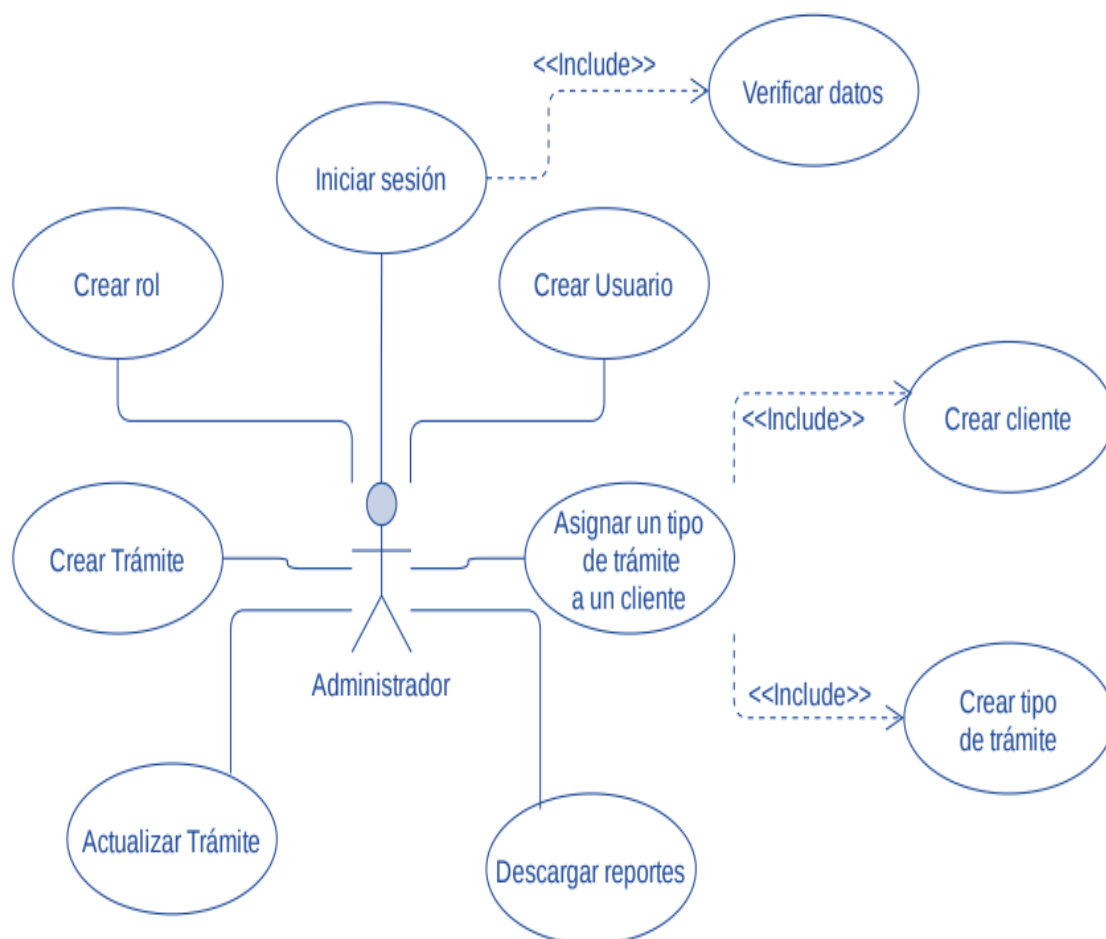 <<Include>>
Verificar datos
Iniciar sesión
Crear rol
Crear Usuario
<<Include>>
Crear cliente
Crear Trámite
Asignar un tipo
de trámite
a un cliente
Administrador
<<Include>>
Crear tipo
de trámite
Actualizar Trámite
Descargar reportes